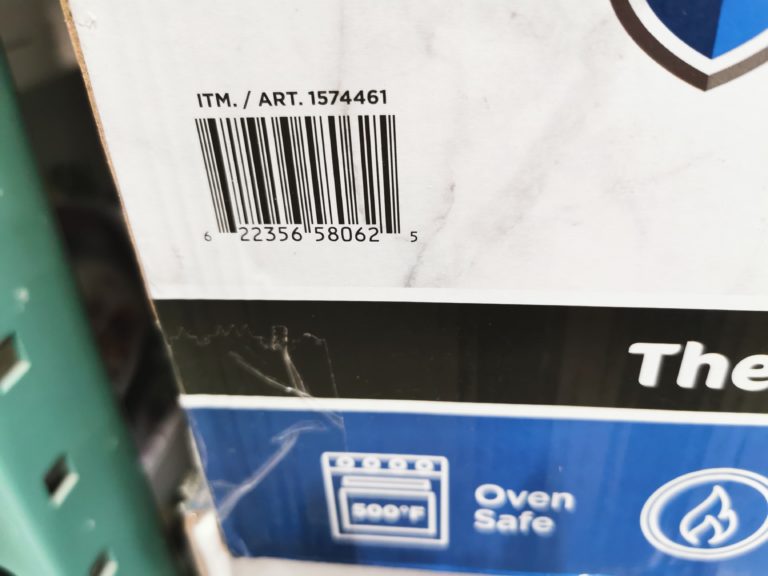 ITM. / ART. 1574461
6 22356 58062 5
The
500°F
Oven
Safe